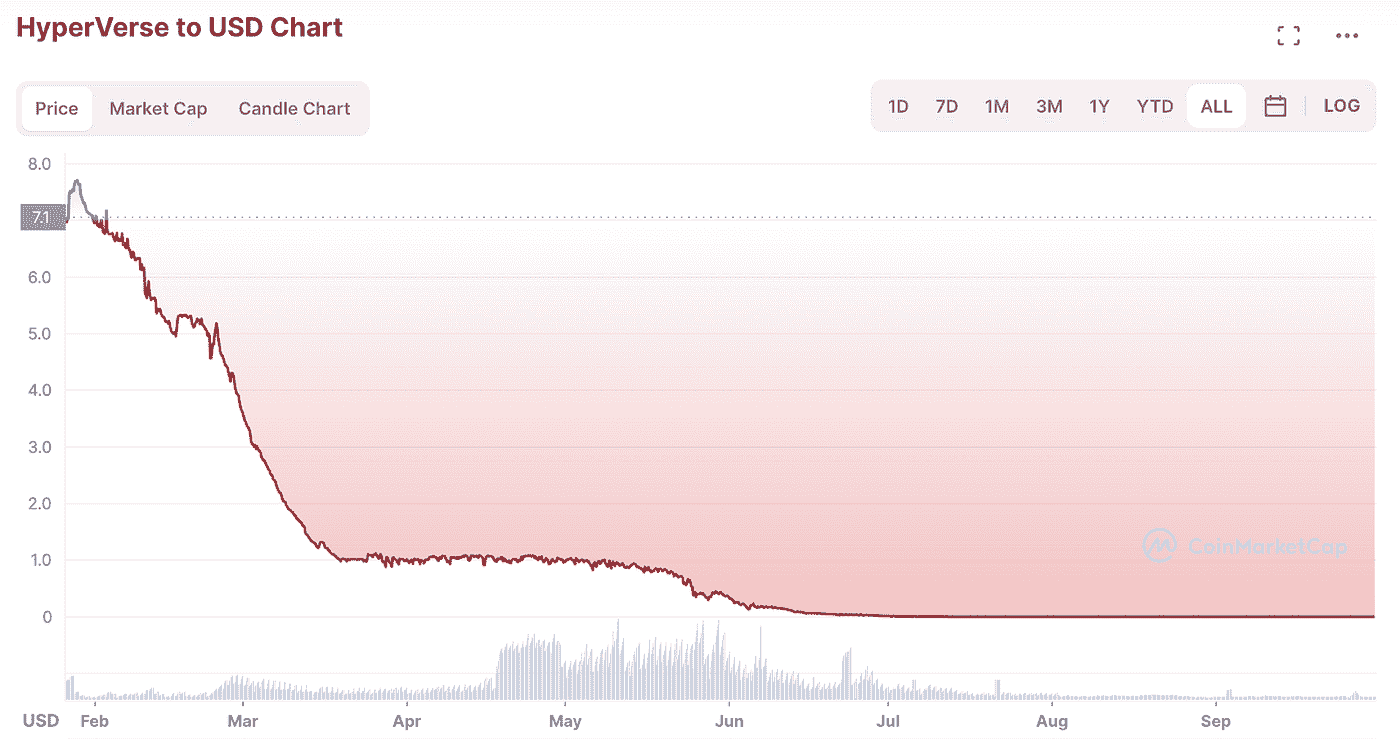 HyperVerse to USD Chart
Price Market Cap Candle Chart
1D 7D 1M 3M 1Y YTD ALL LOG
8.0
7.1
6.0
5.0
4.0
3.0
2.0
1.0
CoinMarketCap
0
USD Feb Mar Apr May Jun Jul Aug Sep